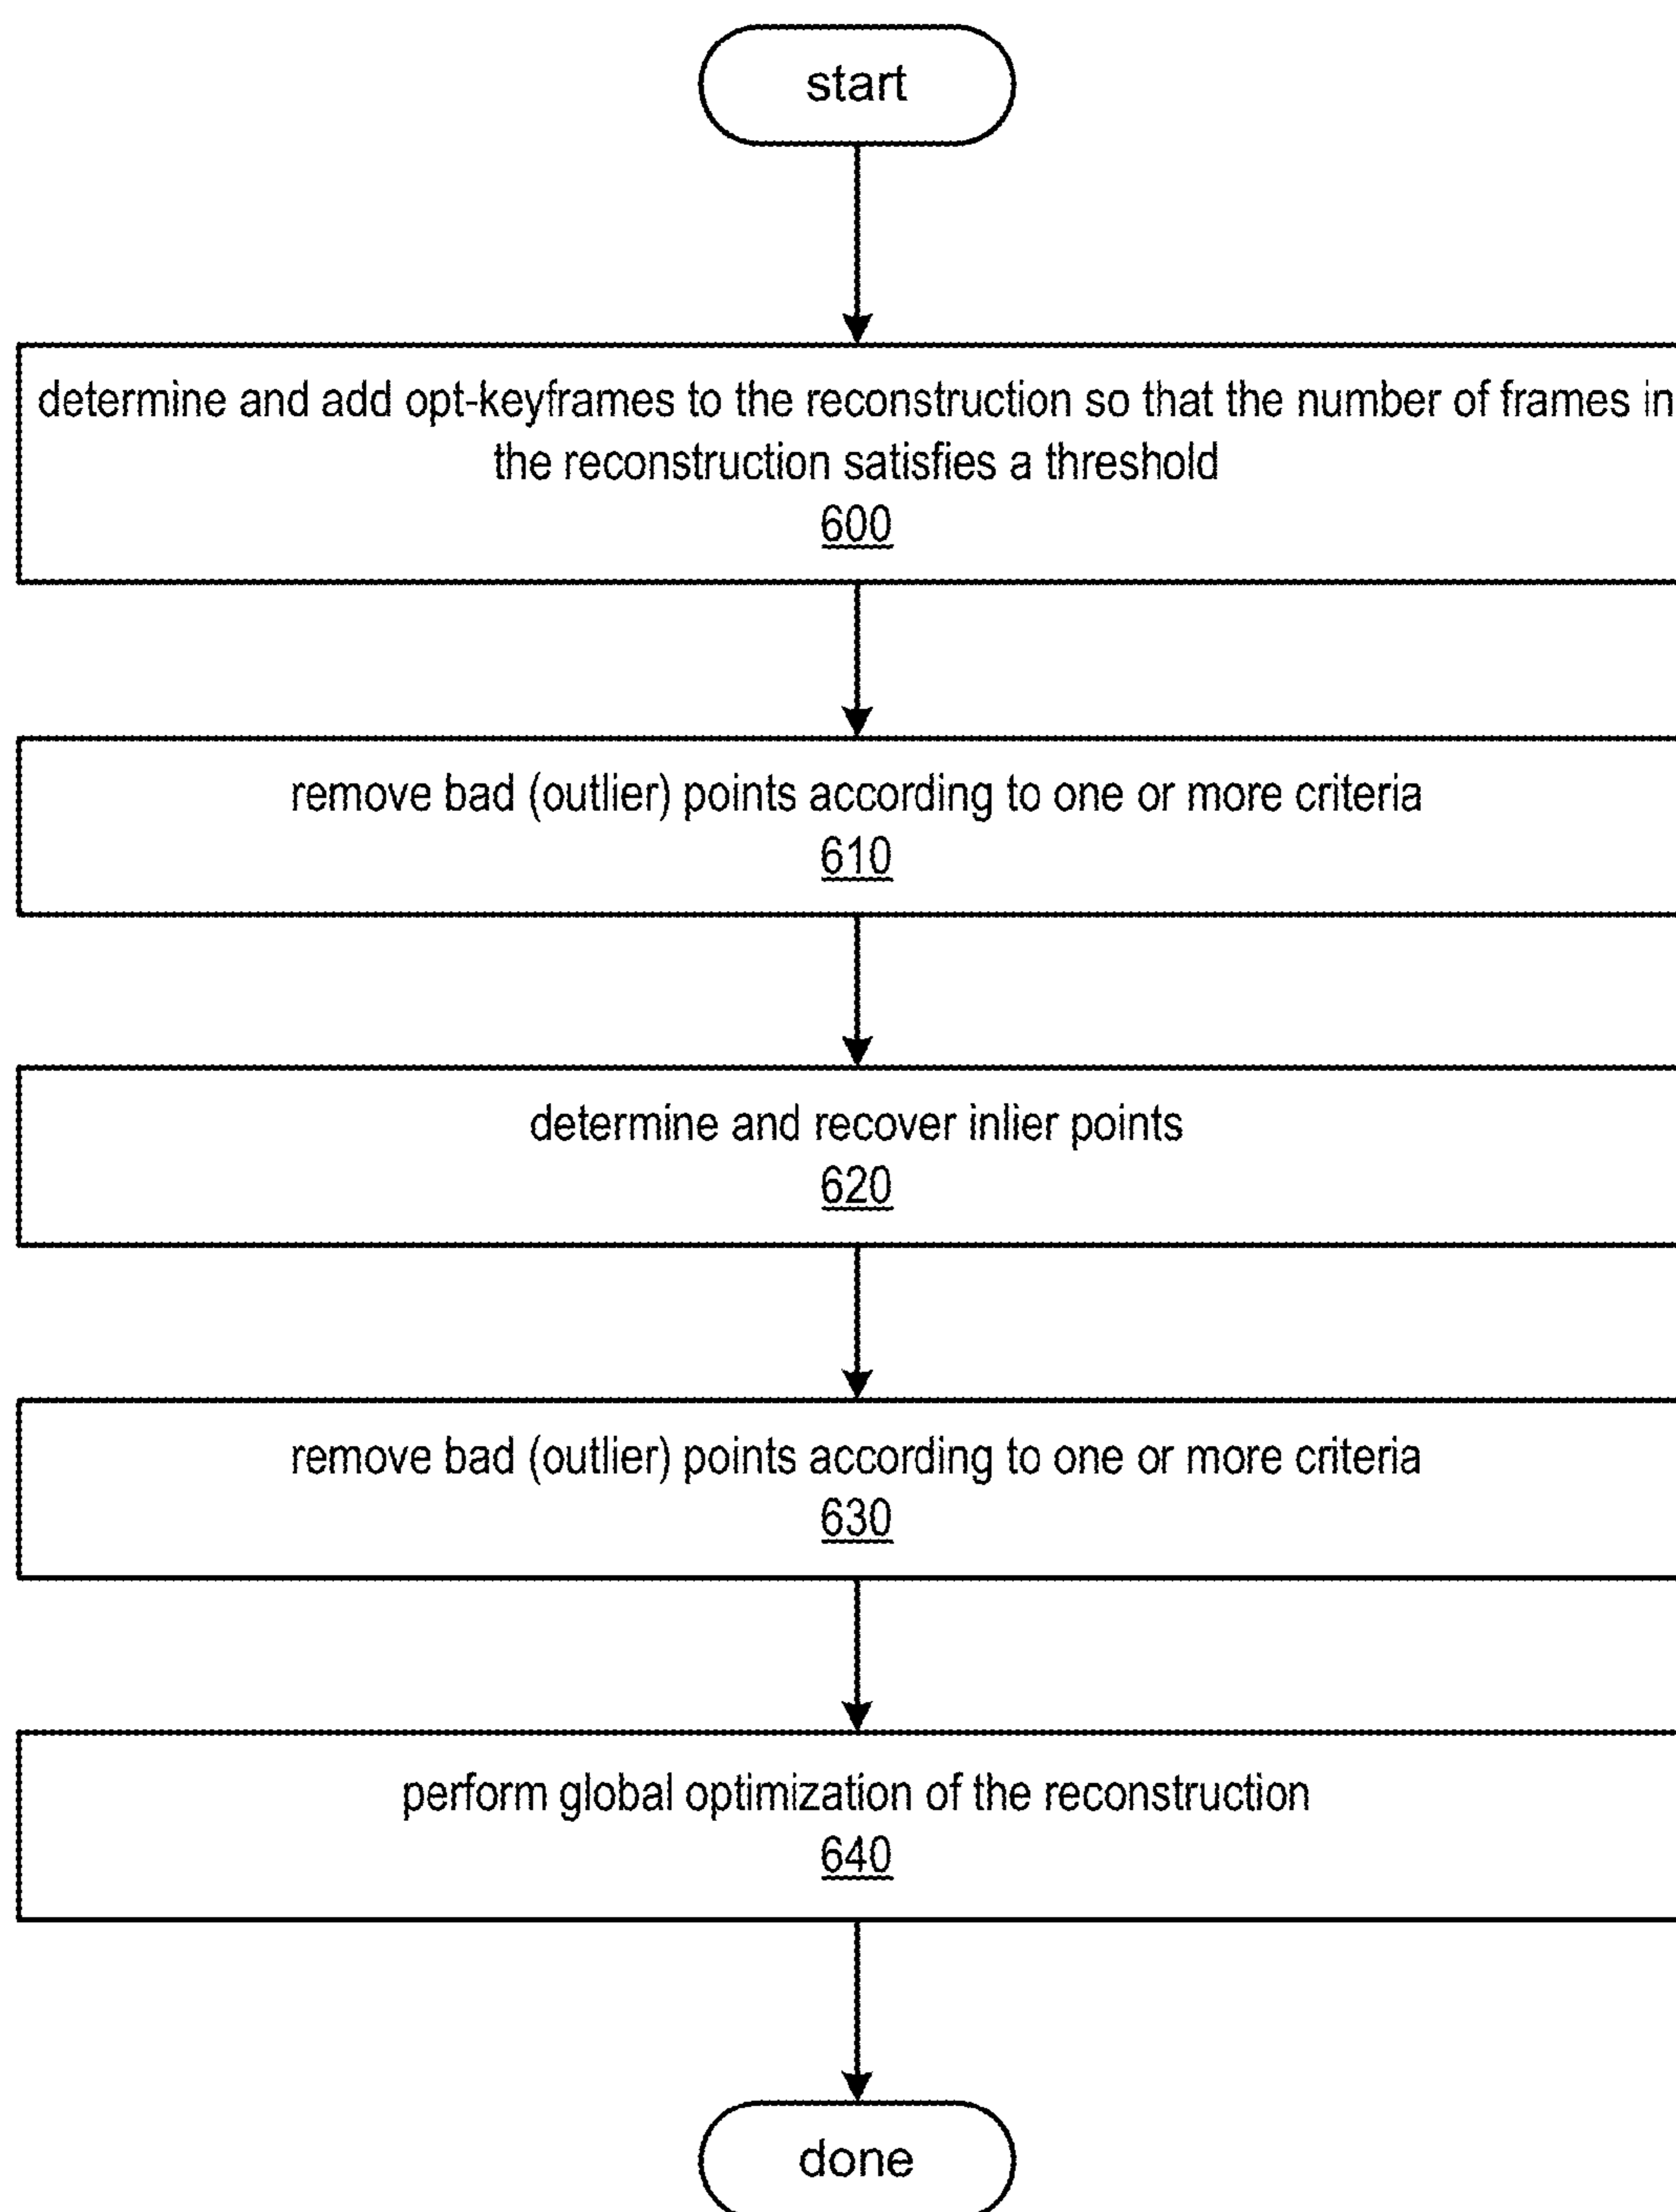 start
determine and add opt-keyframes to the reconstruction so that the number of frames in
the reconstruction satisfies a threshold
600
remove bad (outlier) points according to one or more criteria
610
determine and recover inlier points
620
remove bad (outlier) points according to one or more criteria
630
perform global optimization of the reconstruction
640
done